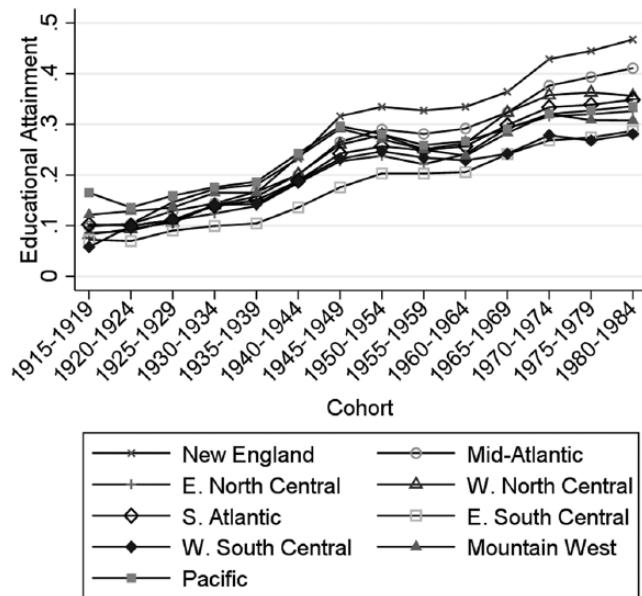 .5
.4
.3
.2
.1
0
Educational Attainment
1915-1919
1920-1924
1925-1929
1930-1934
1935-1939
1940-1944
1945-1949
1950-1954
1955-1959
1960-1964
1965-1969
1970-1974
1975-1979
1980-1984
Cohort
New England Mid-Atlantic
E. North Central W. North Central
S. Atlantic E. South Central
W. South Central Mountain West
Pacific